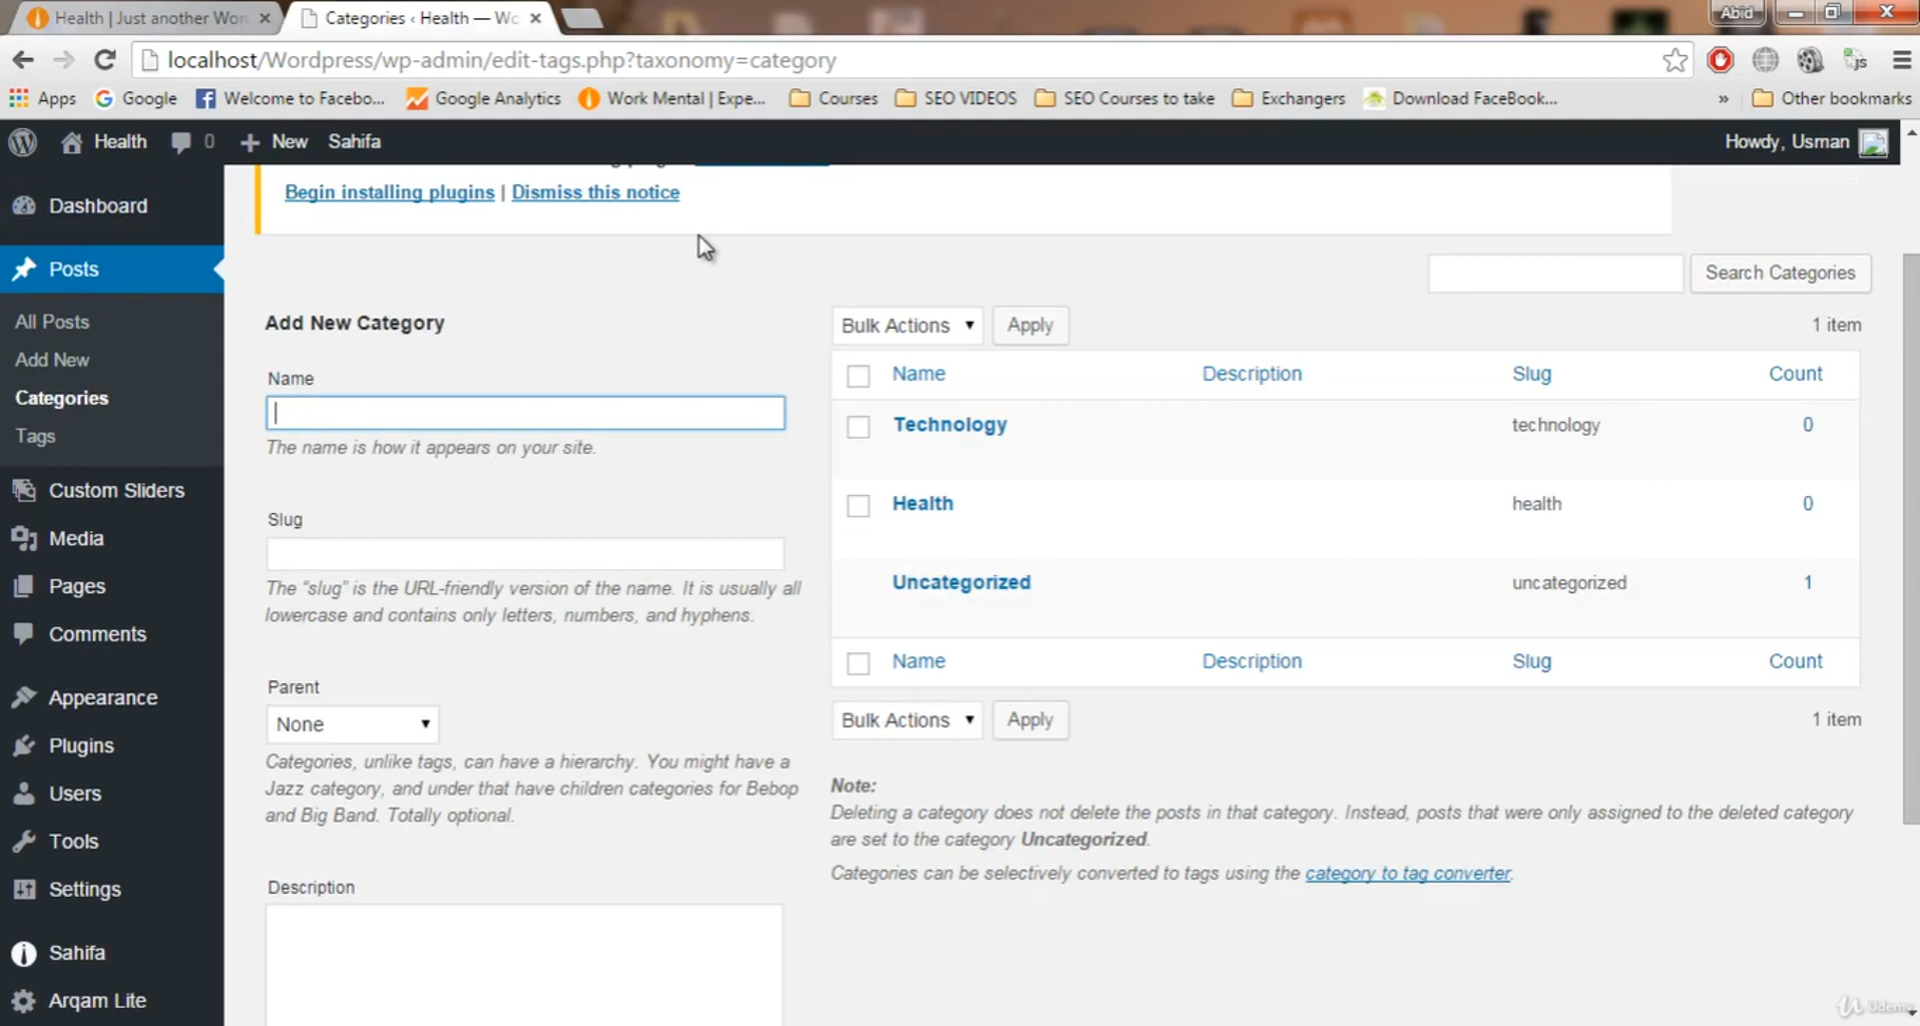 Health | Just another Wor
Categories ‹ Health — Wo
Abid
localhost/Wordpress/wp-admin/edit-tags.php?taxonomy=category
js
Apps
Google
Welcome to Facebo...
Google Analytics
Work Mental | Expe...
Courses
SEO VIDEOS
SEO Courses to take
Exchangers
Download FaceBook...
»
Other bookmarks
Health
0
New
Sahifa
Howdy, Usman
Begin installing plugins | Dismiss this notice
Dashboard
Posts
All Posts
Add New
Categories
Tags
Custom Sliders
Media
Pages
Comments
Appearance
Plugins
Users
Tools
Settings
Sahifa
Arqam Lite
Search Categories
Add New Category
Name
The name is how it appears on your site.
Slug
The “slug” is the URL-friendly version of the name. It is usually all
lowercase and contains only letters, numbers, and hyphens.
Parent
None
Categories, unlike tags, can have a hierarchy. You might have a
Jazz category, and under that have children categories for Bebop
and Big Band. Totally optional.
Description
Bulk Actions
Apply
1 item
Name Description Slug Count
Technology technology 0
Health health 0
Uncategorized uncategorized 1
Name Description Slug Count
Bulk Actions
Apply
1 item
Note:
Deleting a category does not delete the posts in that category. Instead, posts that were only assigned to the deleted category
are set to the category Uncategorized.
Categories can be selectively converted to tags using the category to tag converter.
Udemy